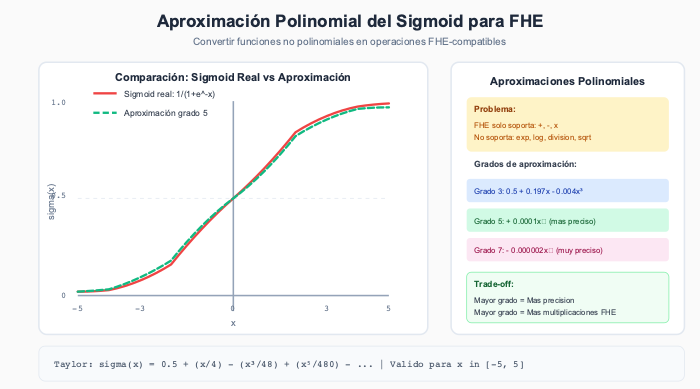 Aproximación Polinomial del Sigmoid para FHE
Convertir funciones no polinomiales en operaciones FHE-compatibles
Comparación: Sigmoid Real vs Aproximación
Sigmoid real: 1/(1+e^-x)
Aproximación grado 5
1.0
.5
0
sigma(x)
-5
-3
0
3
5
x
Aproximaciones Polinomiales
Problema:
FHE solo soporta: +, -, x
No soporta: exp, log, division, sqrt
Grados de aproximación:
Grado 3: 0.5 + 0.197x - 0.004x³
Grado 5: + 0.0001x□ (mas preciso)
Grado 7: - 0.000002x□ (muy preciso)
Trade-off:
Mayor grado = Mas precision
Mayor grado = Mas multiplicaciones FHE
Taylor: sigma(x) = 0.5 + (x/4) - (x³/48) + (x⁵/480) - ... | Valido para x in [-5, 5]